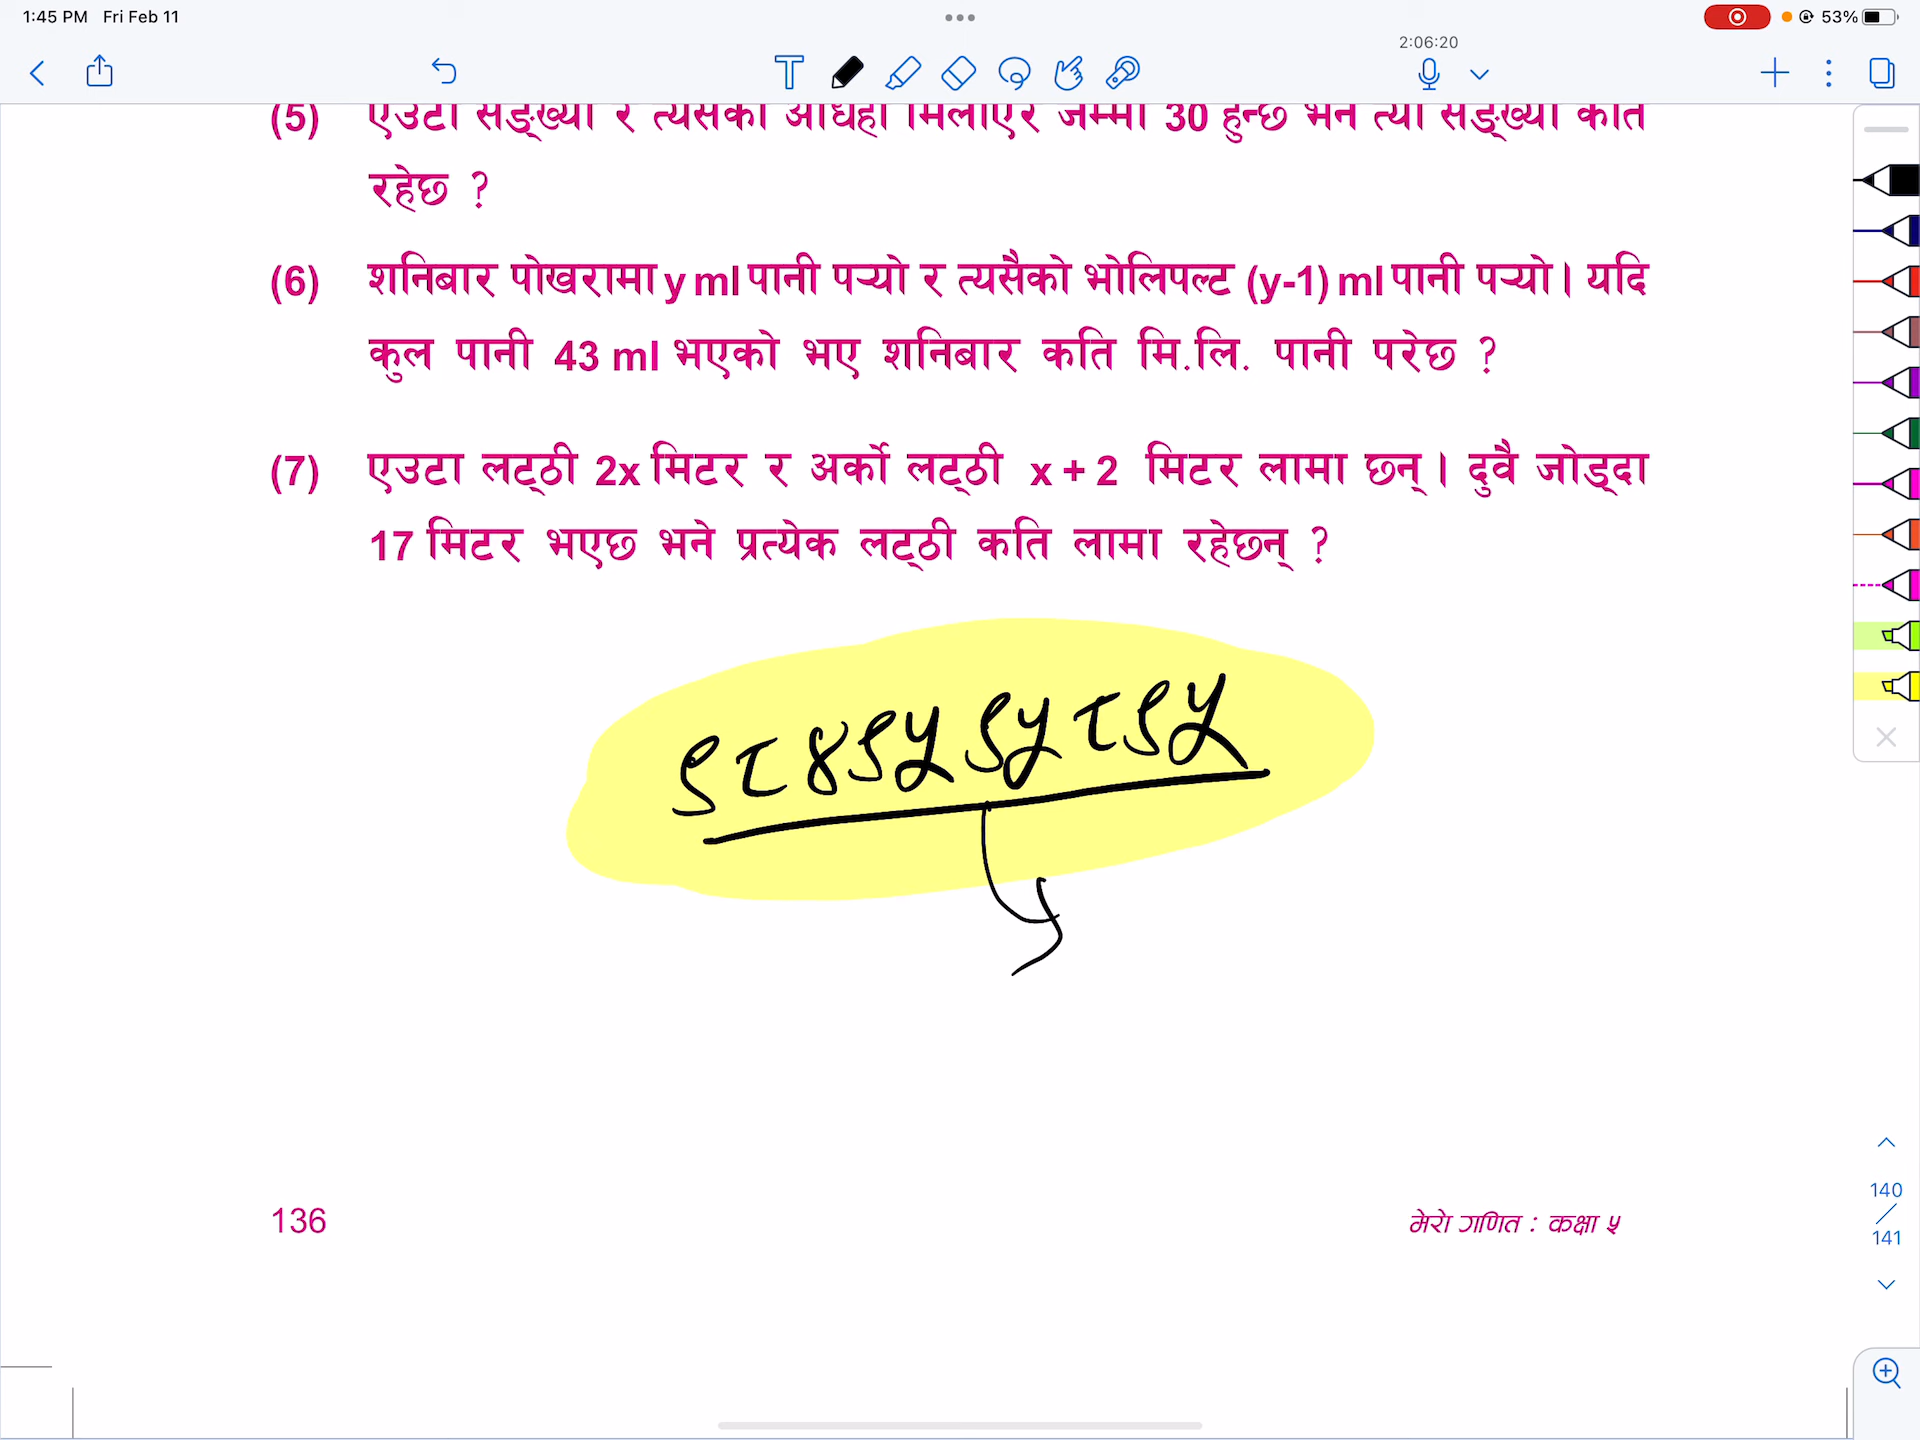 1:45 PM Fri Feb 11
53%
2:06:20
(5) एउटा सङ्ख्या र त्यसको आधिहो मिलाएर जम्मा 30 हुन्छ भने त्यो सङ्ख्या कति
रहेछ ?
(6) शनिबार पोखरामा y ml पानी पऱ्यो र त्यसैको भोलिपल्ट (y-1) ml पानी पऱ्यो। यदि
कुल पानी 43 ml भएको भए शनिबार कति मि.लि. पानी परेछ ?
(7) एउटा लट्ठी 2x मिटर र अर्को लट्ठी x + 2 मिटर लामा छन्। दुवै जोड्दा
17 मिटर भएछ भने प्रत्येक लट्ठी कति लामा रहेछन् ?
९८४९५९५८९५
136
मेरो गणित : कक्षा ५
140
/
141